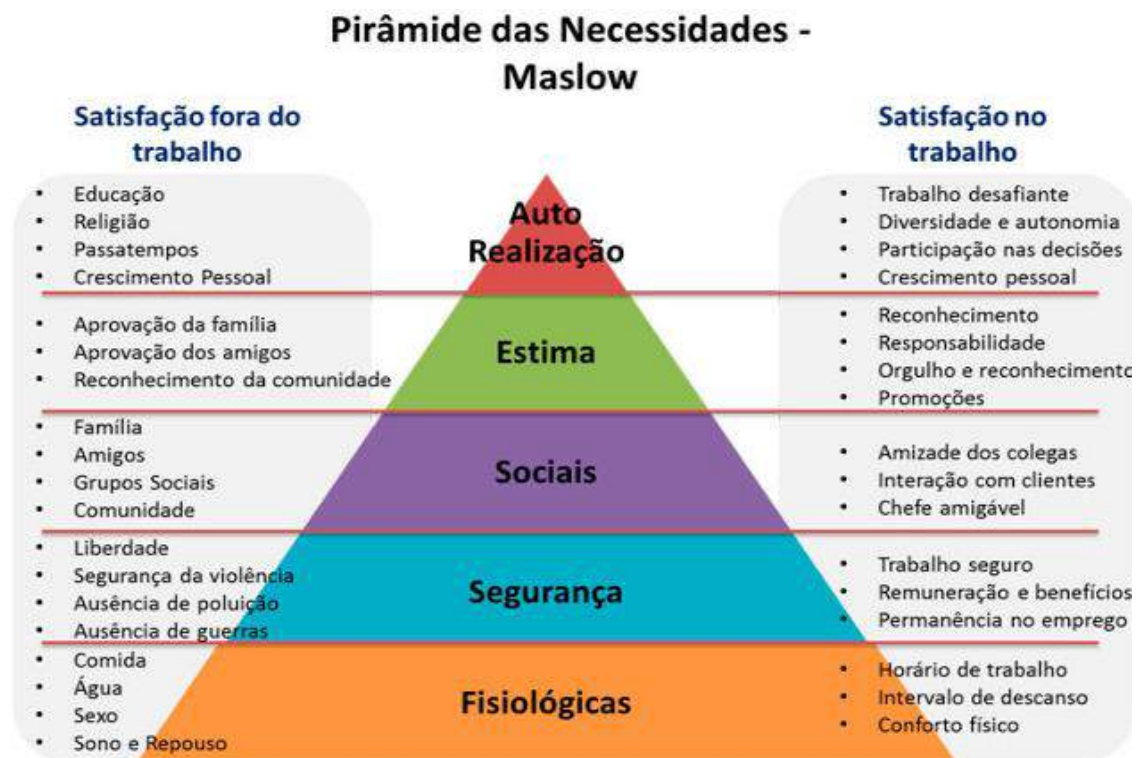 Pirâmide das Necessidades -
Maslow
Satisfação fora do
trabalho
• Educação
• Religião
• Passatempos
• Crescimento Pessoal
• Aprovação da família
• Aprovação dos amigos
• Reconhecimento da comunidade
• Família
• Amigos
• Grupos Sociais
• Comunidade
• Liberdade
• Segurança da violência
• Ausência de poluição
• Ausência de guerras
• Comida
• Água
• Sexo
• Sono e Repouso
Auto
Realização
Estima
Sociais
Segurança
Fisiológicas
Satisfação no
trabalho
• Trabalho desafiante
• Diversidade e autonomia
• Participação nas decisões
• Crescimento pessoal
• Reconhecimento
• Responsabilidade
• Orgulho e reconhecimento
• Promoções
• Amizade dos colegas
• Interação com clientes
• Chefe amigável
• Trabalho seguro
• Remuneração e benefícios
• Permanência no emprego
• Horário de trabalho
• Intervalo de descanso
• Conforto físico